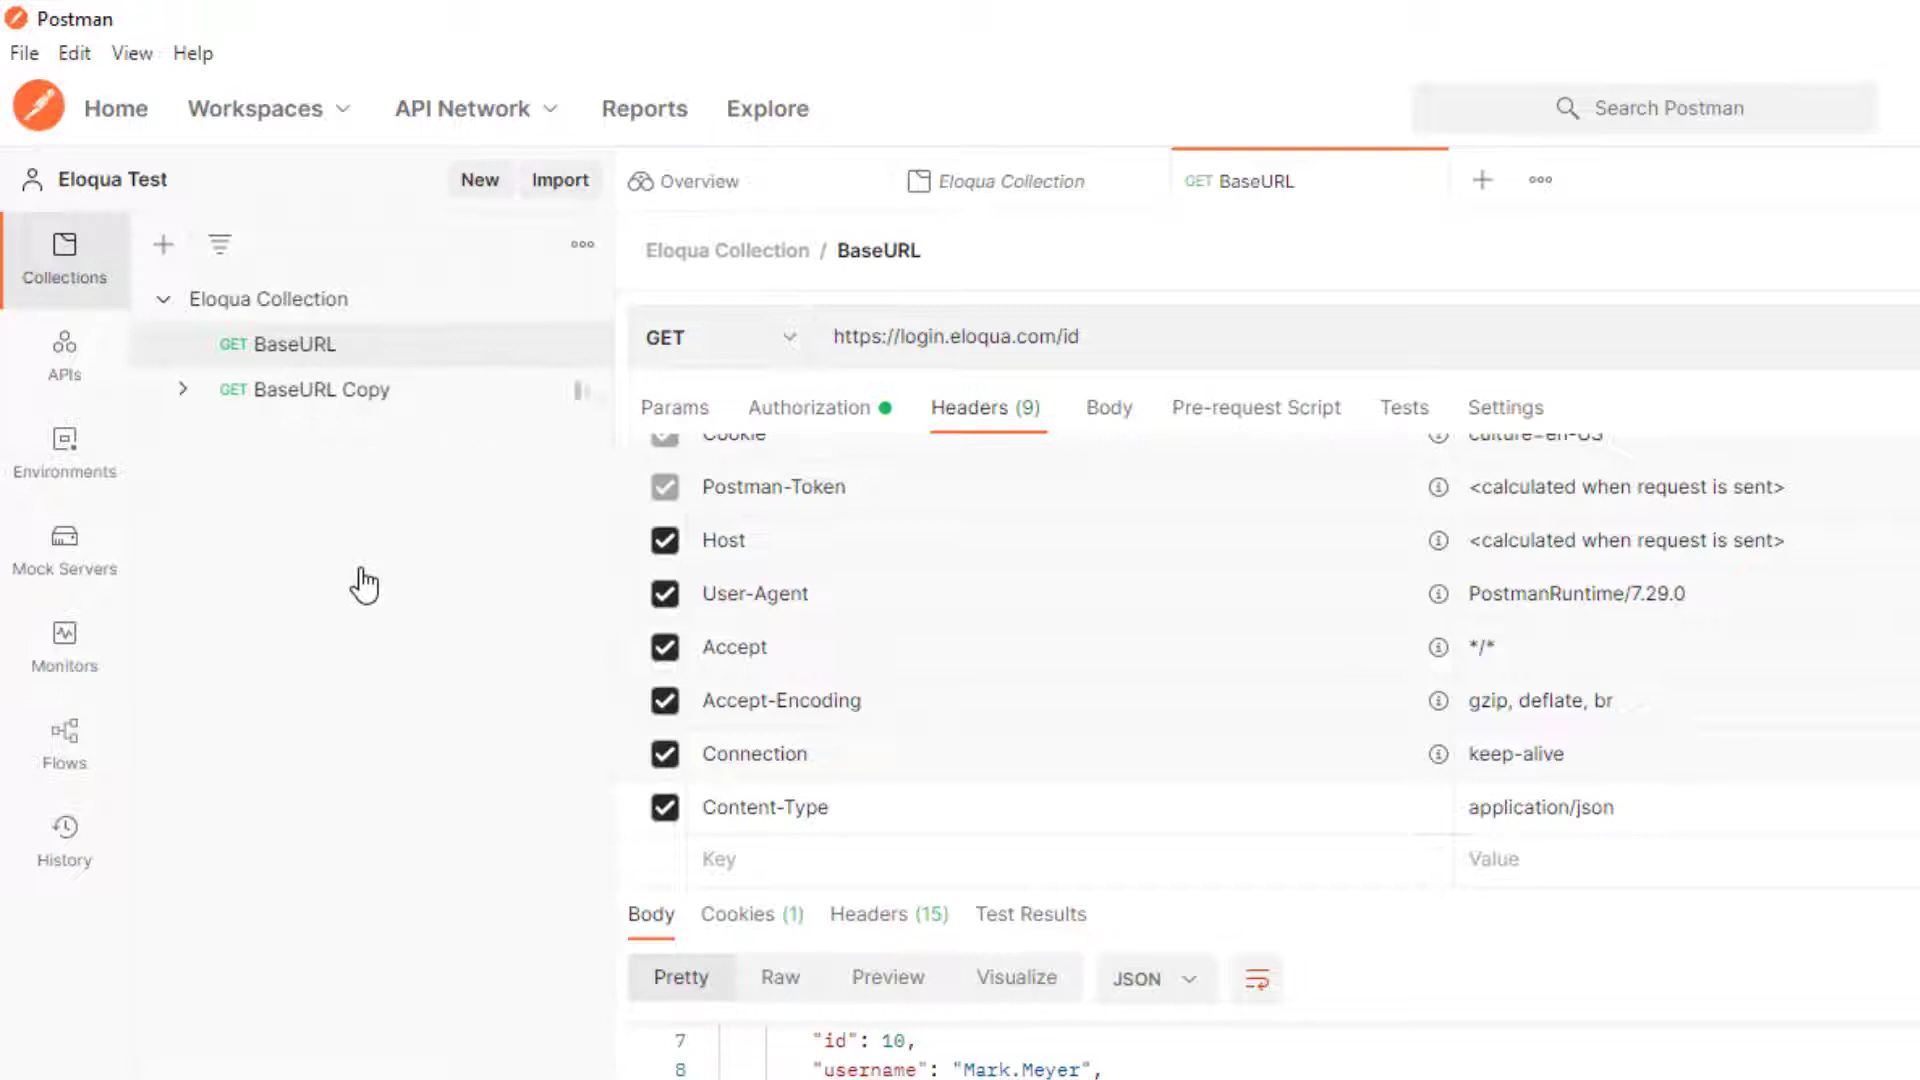 Postman
File Edit View Help
Home Workspaces API Network Reports Explore Search Postman
Eloqua Test New Import Overview Eloqua Collection GET BaseURL
Collections
Eloqua Collection / BaseURL
Eloqua Collection
GET BaseURL
GET https://login.eloqua.com/id
APIs
GET BaseURL Copy
Params Authorization Headers (9) Body Pre-request Script Tests Settings
Cookie culture=en-US
Environments
Postman-Token <calculated when request is sent>
Host <calculated when request is sent>
Mock Servers
User-Agent PostmanRuntime/7.29.0
Accept */*
Monitors
Accept-Encoding gzip, deflate, br
Connection keep-alive
Flows
Content-Type application/json
Key Value
History
Body Cookies (1) Headers (15) Test Results
Pretty Raw Preview Visualize JSON
7 "id": 10,
8 "username": "Mark.Meyer",